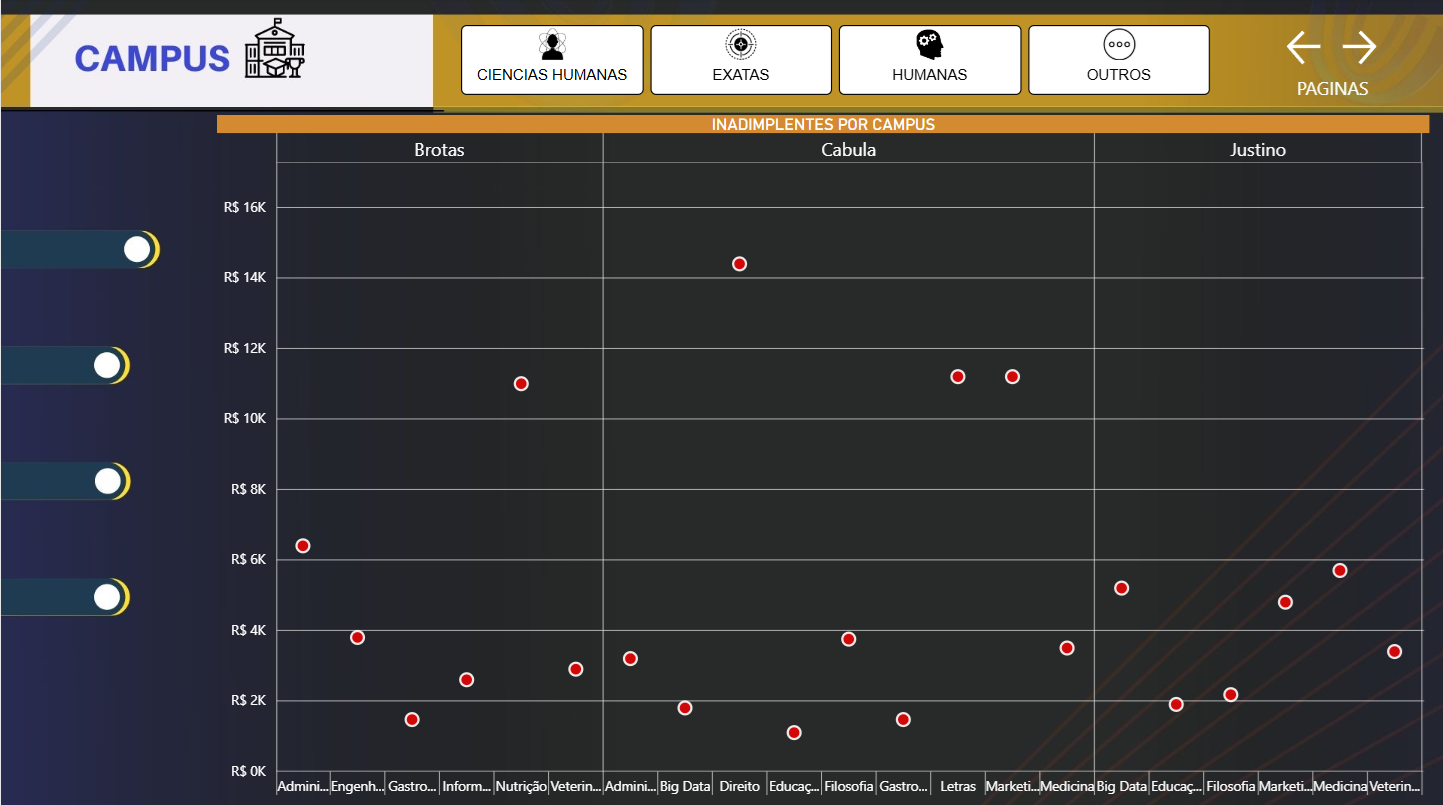 CAMPUS
CIENCIAS HUMANAS
EXATAS
HUMANAS
OUTROS
PAGINAS
INADIMPLENTES POR CAMPUS
Brotas Cabula Justino
R$ 16K
R$ 14K
R$ 12K
R$ 10K
R$ 8K
R$ 6K
R$ 4K
R$ 2K
R$ 0K
Admini... Engenh... Gastro... Inform... Nutrição Veterin... Admini... Big Data Direito Educaç... Filosofia Gastro... Letras Marketi... Medicina Big Data Educaç... Filosofia Marketi... Medicina Veterin...